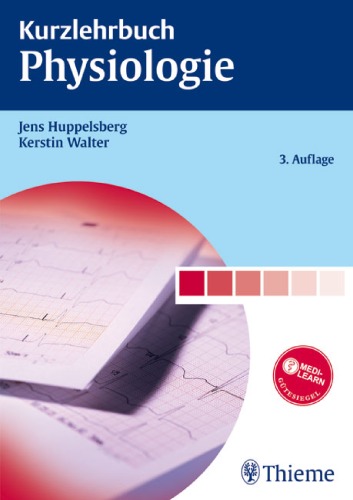 Kurzlehrbuch
Physiologie
Jens Huppelsberg
Kerstin Walter
3. Auflage
MEDI-
LEARN
GÜTESIEGEL
Thieme